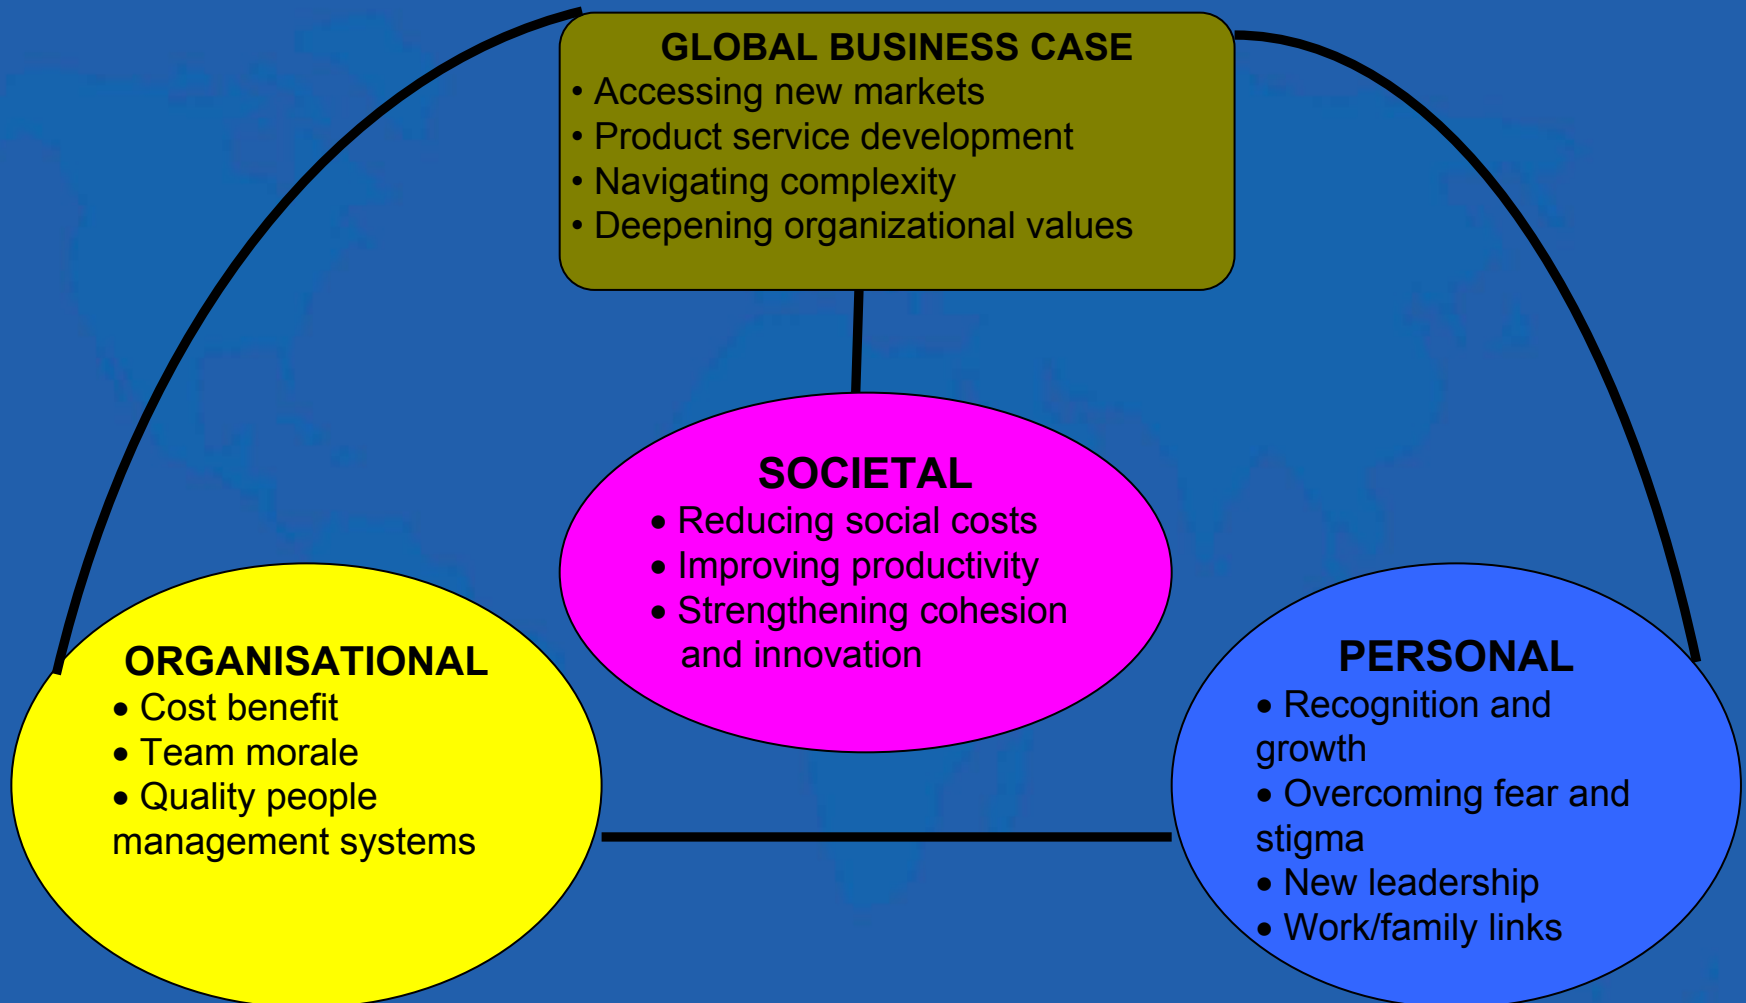 GLOBAL BUSINESS CASE
• Accessing new markets
• Product service development
• Navigating complexity
• Deepening organizational values
SOCIETAL
• Reducing social costs
• Improving productivity
• Strengthening cohesion
and innovation
ORGANISATIONAL
• Cost benefit
• Team morale
• Quality people
management systems
PERSONAL
• Recognition and
growth
• Overcoming fear and
stigma
• New leadership
• Work/family links